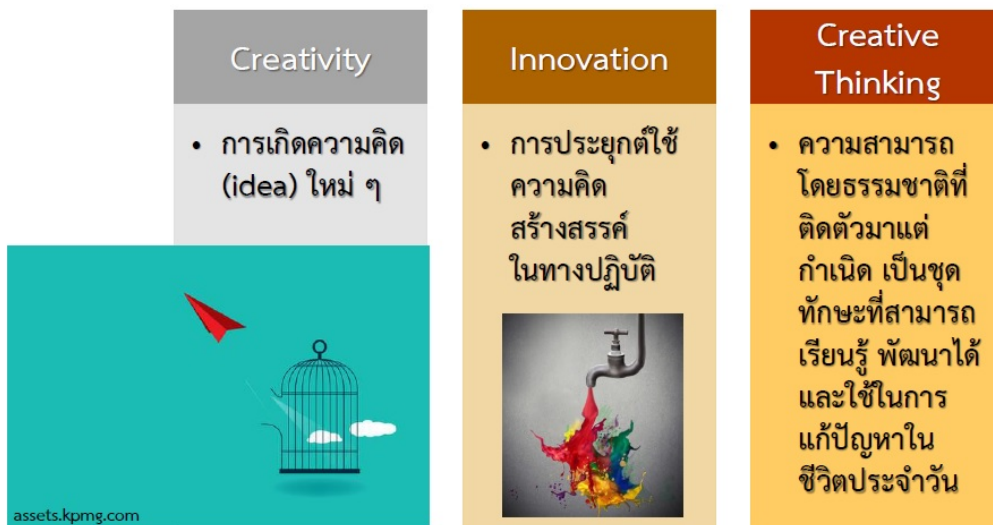 Creativity
• การเกิดความคิด
(idea) ใหม่ ๆ
assets.kpmg.com
Innovation
• การประยุกต์ใช้
ความคิด
สร้างสรรค์
ในทางปฏิบัติ
Creative
Thinking
• ความสามารถ
โดยธรรมชาติที่
ติดตัวมาแต่
กำเนิด เป็นชุด
ทักษะที่สามารถ
เรียนรู้ พัฒนาได้
และใช้ในการ
แก้ปัญหาใน
ชีวิตประจำวัน